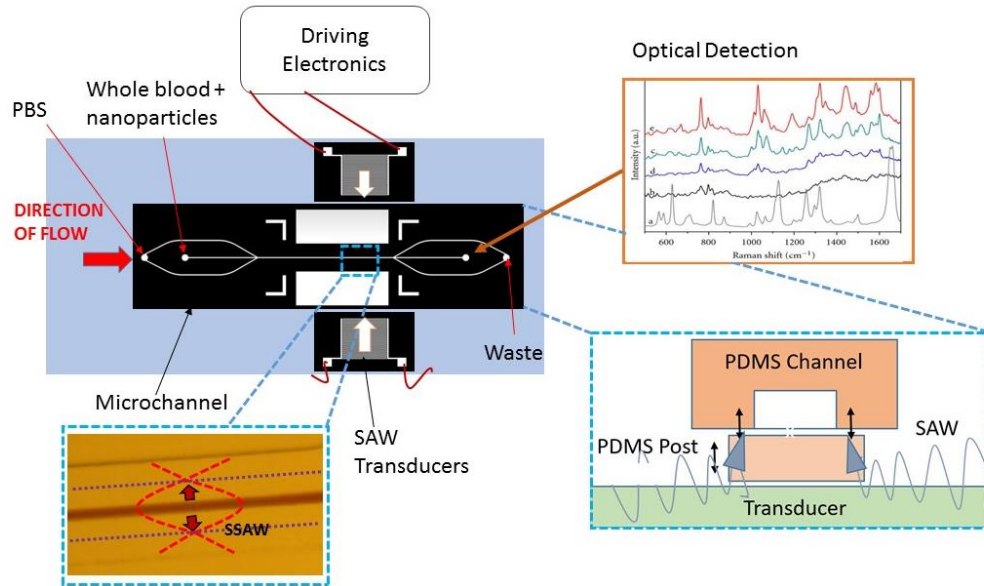 Driving
Electronics
Optical Detection
Whole blood +
nanoparticles
PBS
DIRECTION
OF FLOW
Intensity (a.u.)
e
c
d
b
a
600 800 1000 1200 1400 1600
Raman shift (cm⁻¹)
Waste
Microchannel
SAW
Transducers
SSAW
PDMS Channel
PDMS Post
SAW
Transducer